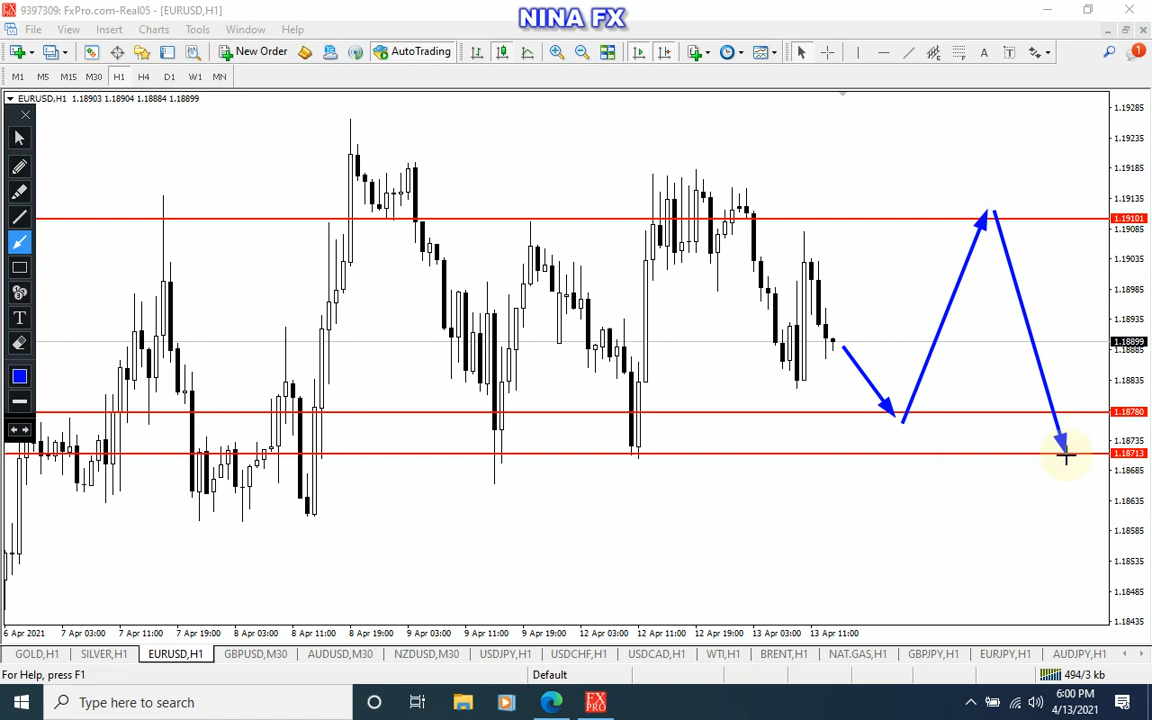 9397309: FxPro.com-Real05 - [EURUSD,H1]
NINA FX
File View Insert Charts Tools Window Help
New Order AutoTrading
A T 1
M1 M5 M15 M30 H1 H4 D1 W1 MN
EURUSD,H1 1.18903 1.18904 1.18884 1.18899
T
1.19285
1.19235
1.19185
1.19135
1.19101
1.19085
1.19035
1.18985
1.18935
1.18899
1.18885
1.18835
1.18780
1.18735
1.18713
1.18685
1.18635
1.18585
1.18535
1.18485
1.18435
6 Apr 2021 7 Apr 03:00 7 Apr 11:00 7 Apr 19:00 8 Apr 03:00 8 Apr 11:00 8 Apr 19:00 9 Apr 03:00 9 Apr 11:00 9 Apr 19:00 12 Apr 03:00 12 Apr 11:00 12 Apr 19:00 13 Apr 03:00 13 Apr 11:00
GOLD,H1 SILVER,H1 EURUSD,H1 GBPUSD,M30 AUDUSD,M30 NZDUSD,M30 USDJPY,H1 USDCHF,H1 USDCAD,H1 WTI,H1 BRENT,H1 NAT.GAS,H1 GBPJPY,H1 EURJPY,H1 AUDJPY,H1
For Help, press F1 Default 494/3 kb
Type here to search FX PRO 6:00 PM
4/13/2021